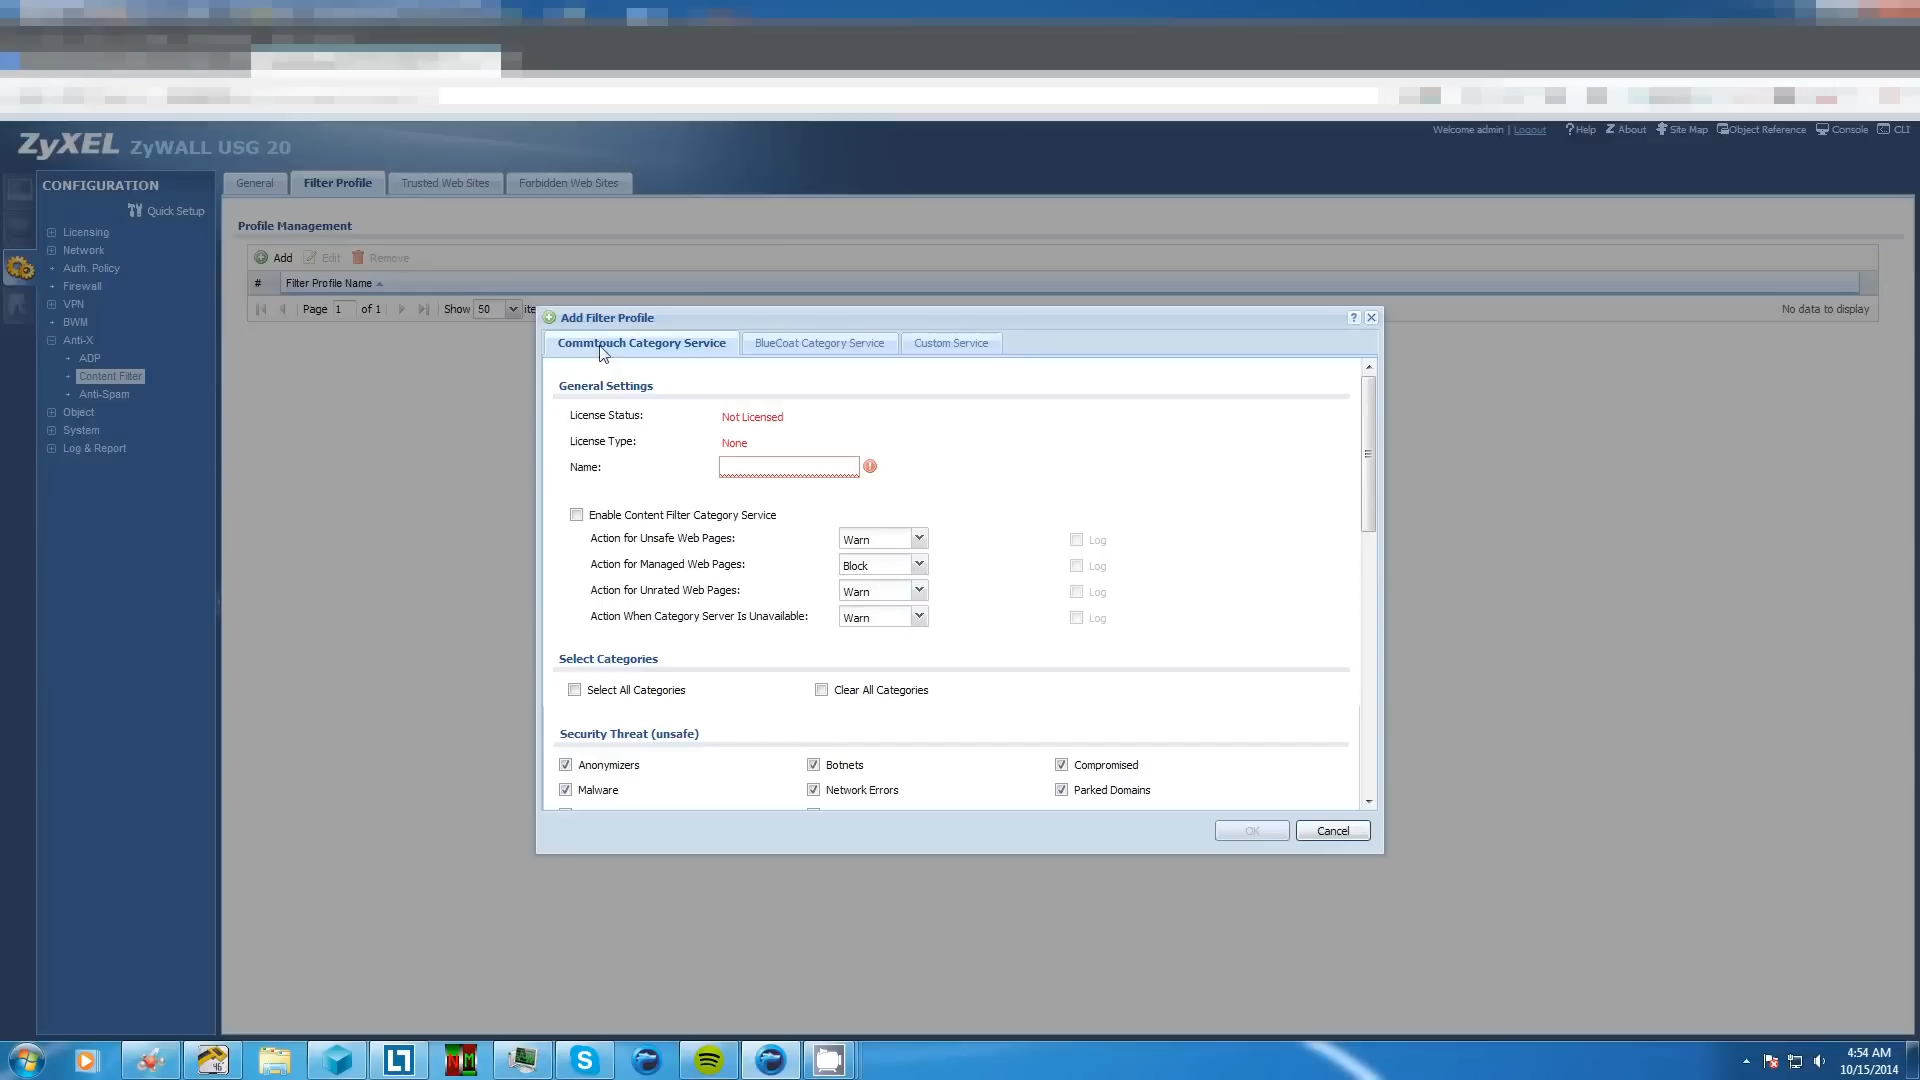 ZyXEL ZyWALL USG 20
Welcome admin | Logout ?Help Z About Site Map Object Reference Console CLI
CONFIGURATION
Quick Setup
Licensing
Network
Auth. Policy
Firewall
VPN
BWM
Anti-X
ADP
Content Filter
Anti-Spam
Object
System
Log & Report
General Filter Profile Trusted Web Sites Forbidden Web Sites
Profile Management
Add Edit Remove
# Filter Profile Name
Page 1 of 1 Show 50 ite
No data to display
Add Filter Profile
Commtouch Category Service BlueCoat Category Service Custom Service
General Settings
License Status: Not Licensed
License Type: None
Name:
Enable Content Filter Category Service
Action for Unsafe Web Pages: Warn Log
Action for Managed Web Pages: Block Log
Action for Unrated Web Pages: Warn Log
Action When Category Server Is Unavailable: Warn Log
Select Categories
Select All Categories Clear All Categories
Security Threat (unsafe)
Anonymizers Botnets Compromised
Malware Network Errors Parked Domains
OK Cancel
4:54 AM
10/15/2014